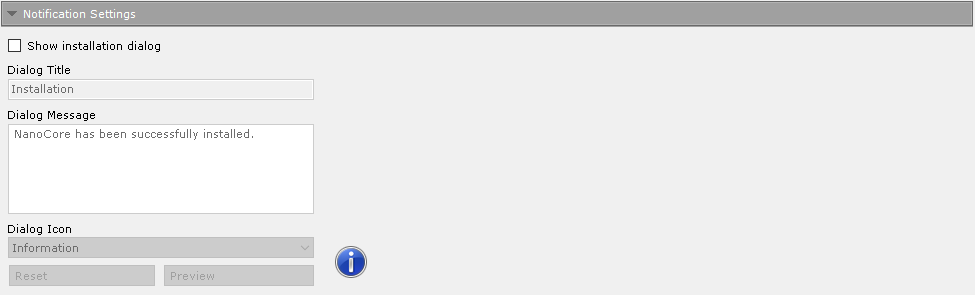 Notification Settings
Show installation dialog
Dialog Title
Installation
Dialog Message
NanoCore has been successfully installed.
Dialog Icon
Information
Reset
Preview